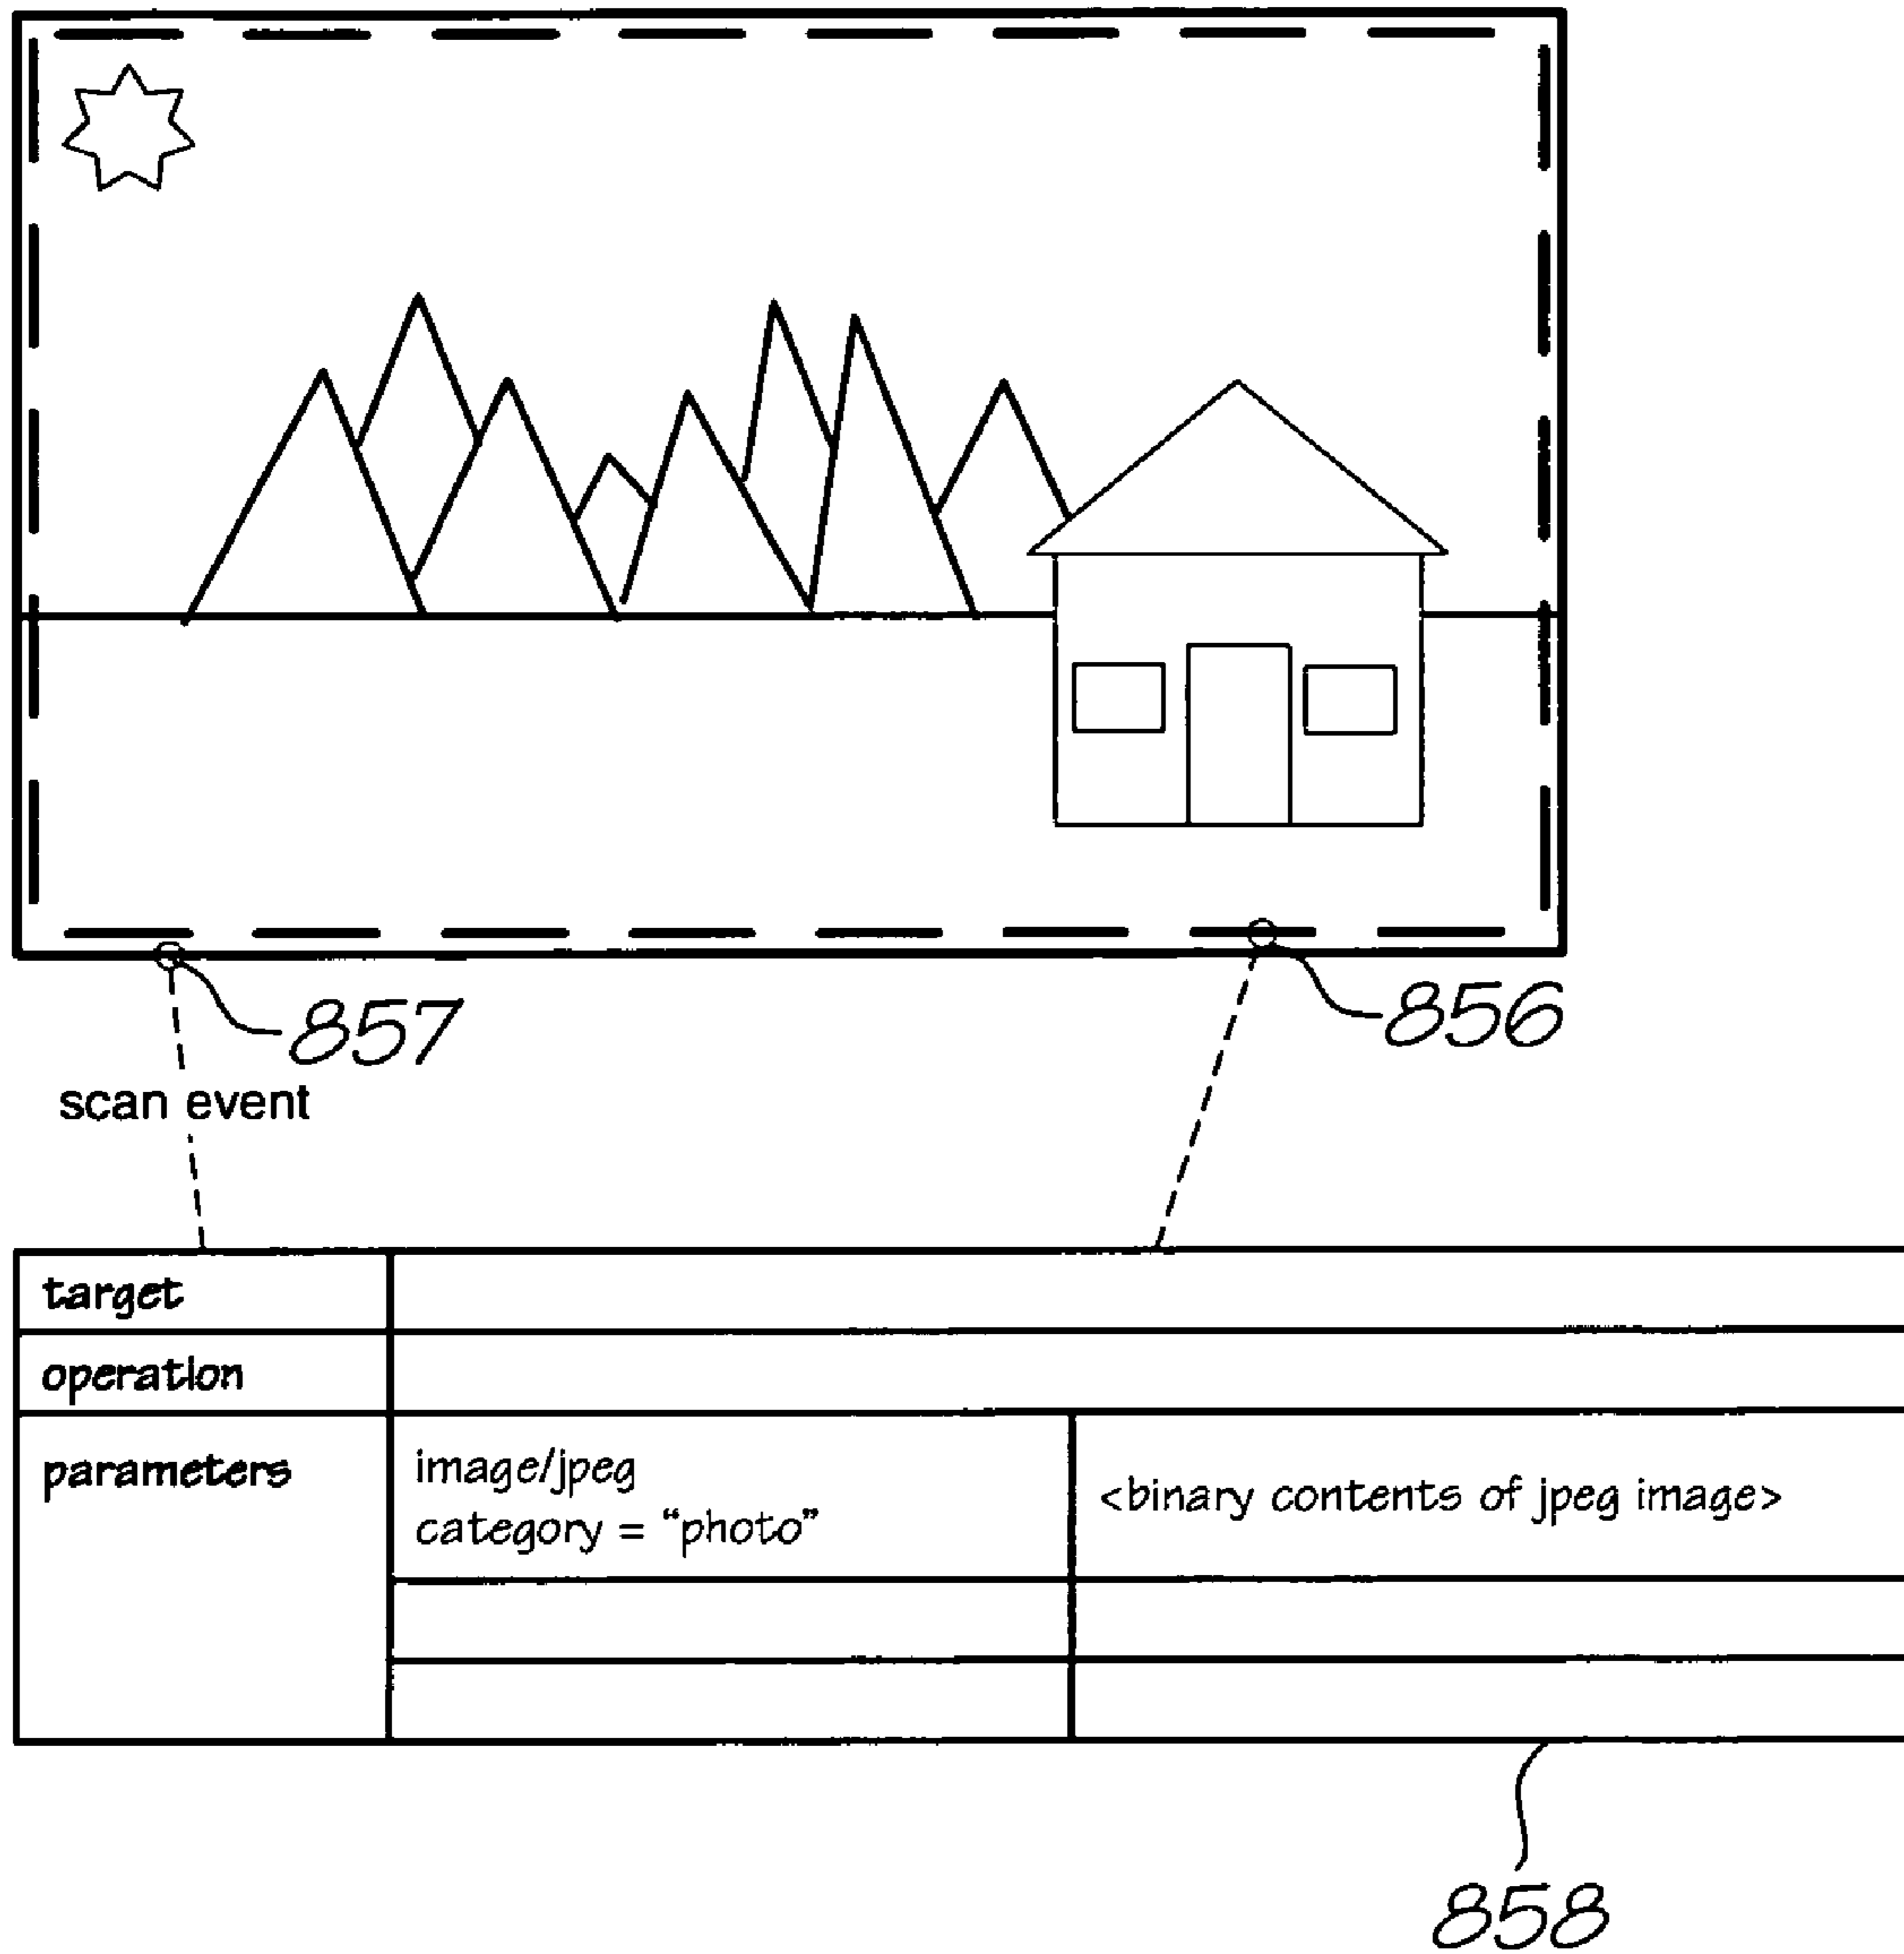 857
856
scan event
target
operation
parameters
image/jpeg
category = “photo”
<binary contents of jpeg image>
858